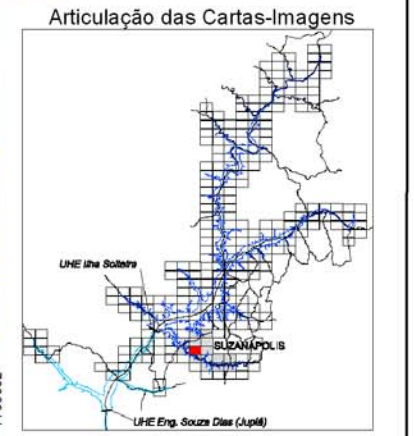 Articulação das Cartas-Imagens
UHE Ilha Solteira
SUZANÁPOLIS
UHE Eng. Souza Dias (Jupiá)